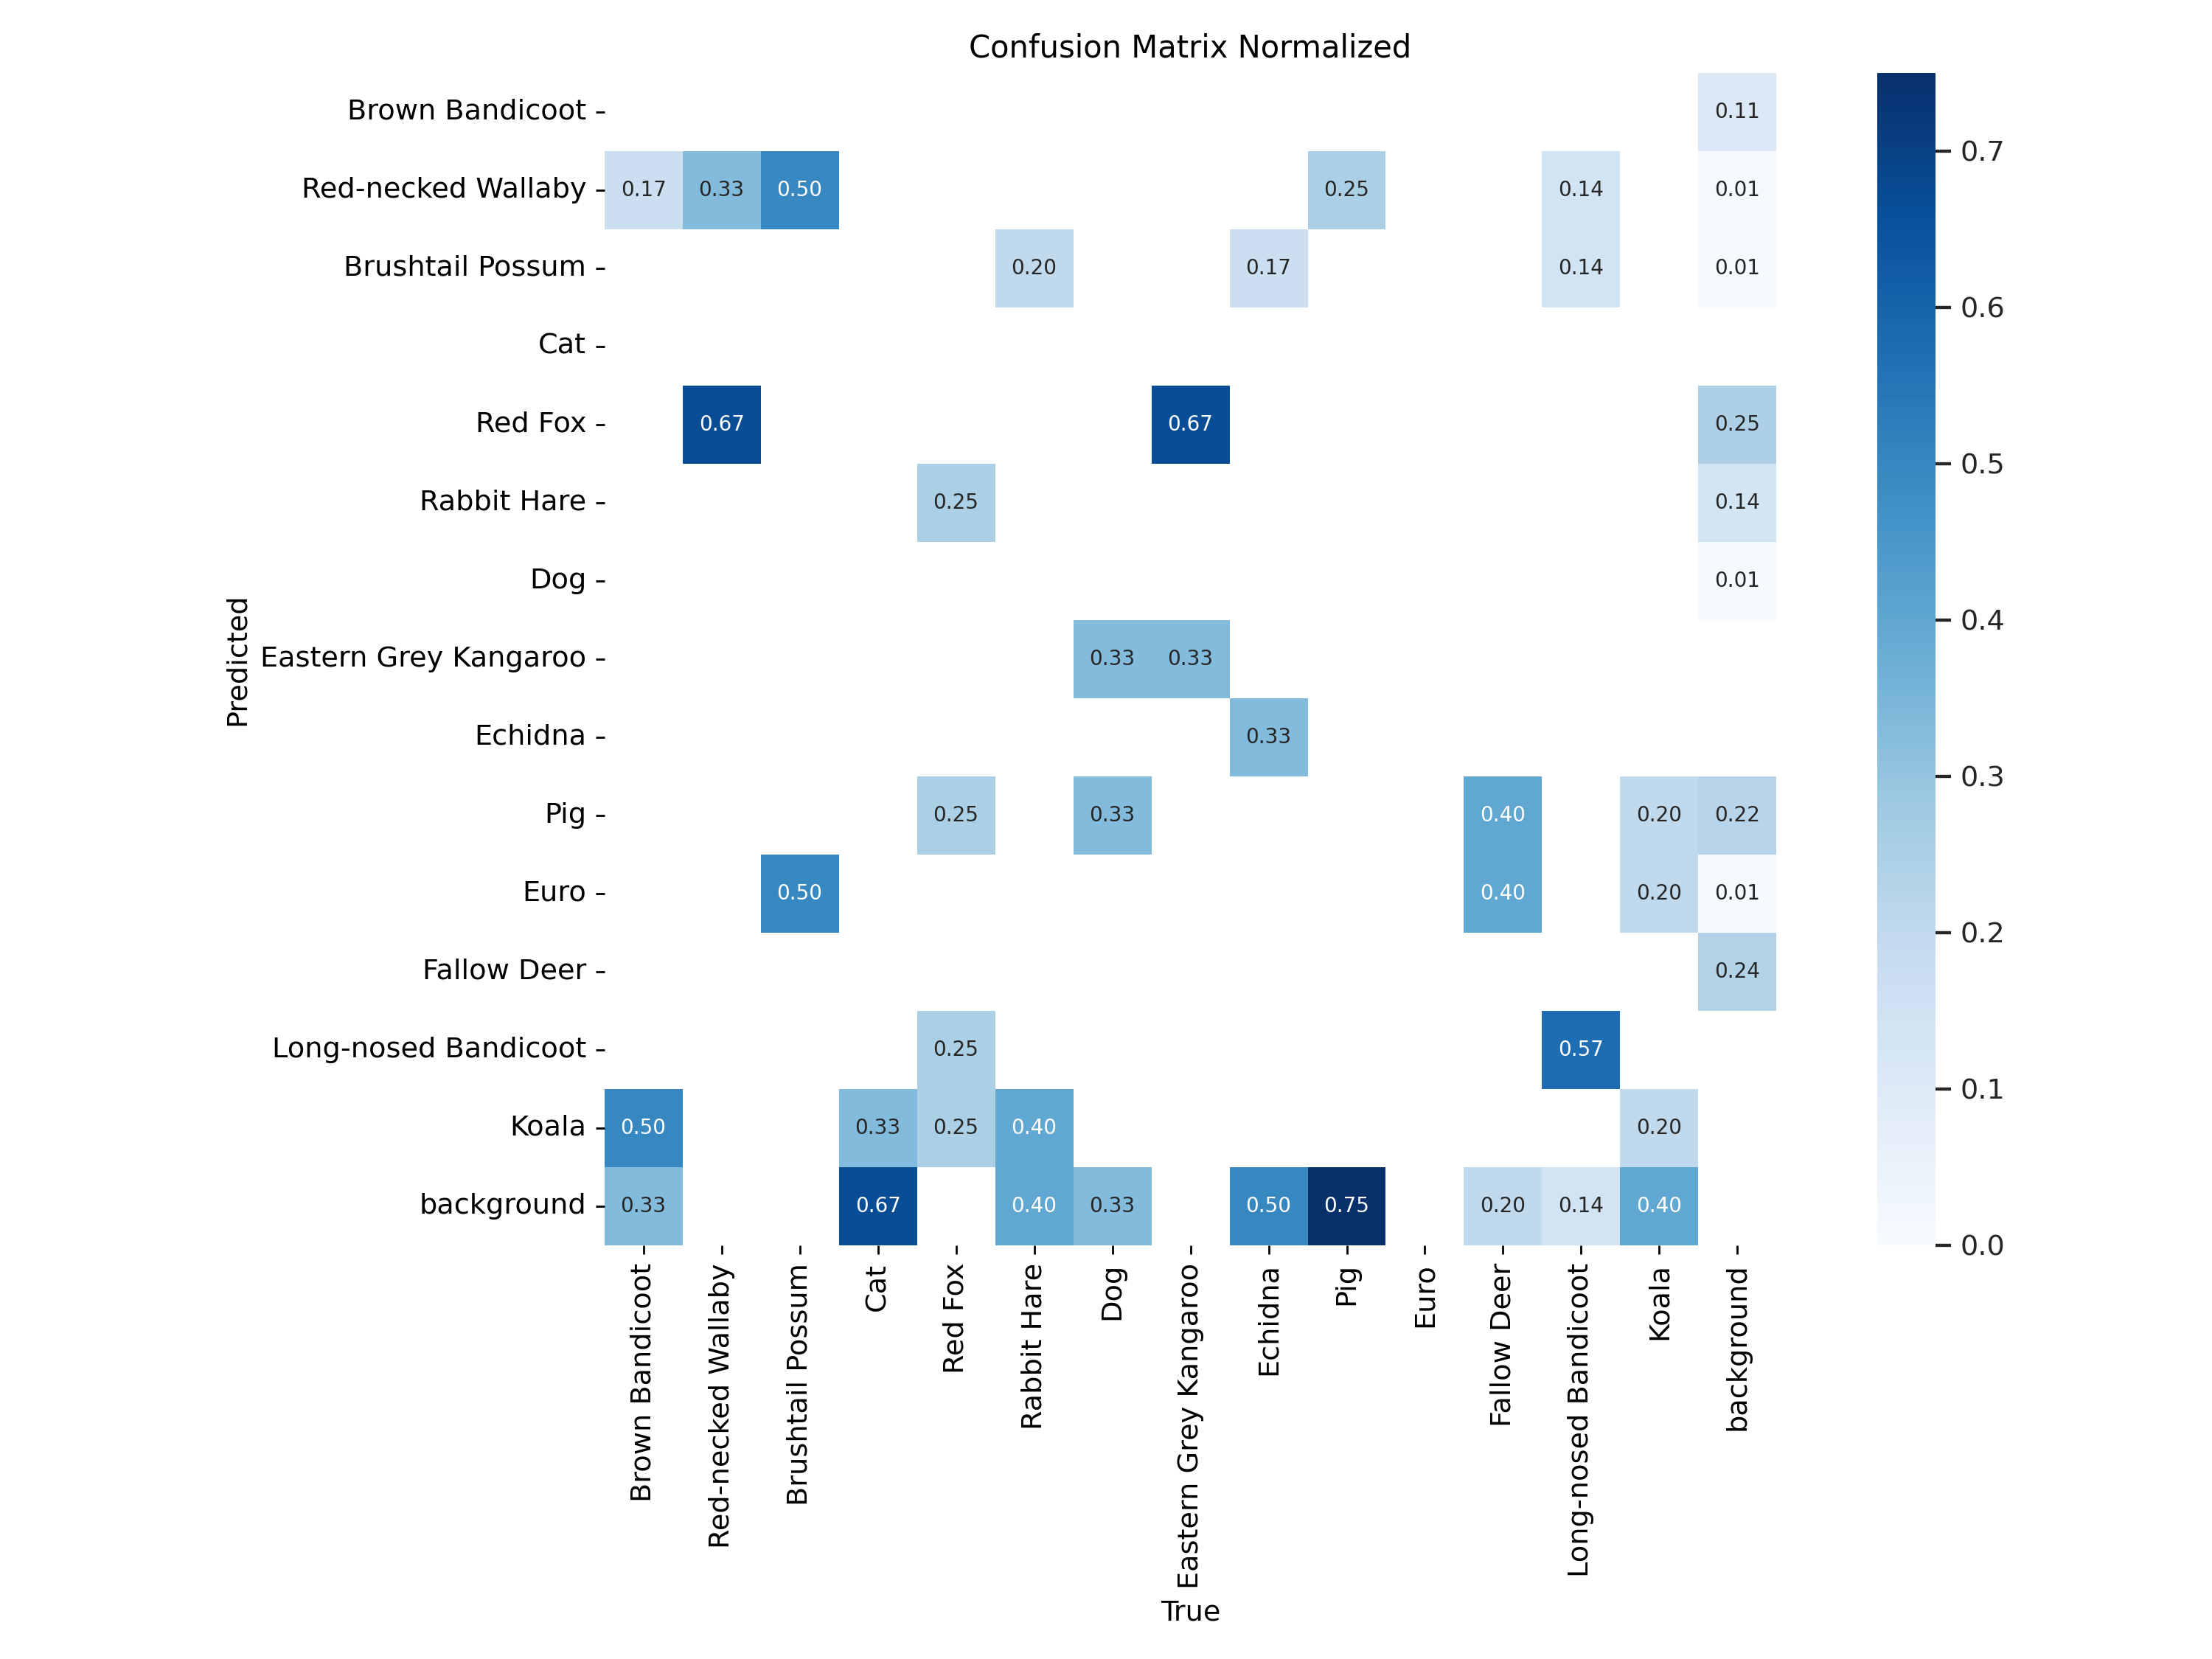 Confusion Matrix Normalized
Brown Bandicoot 0.11
Red-necked Wallaby 0.17 0.33 0.50 0.25 0.14 0.01
Brushtail Possum 0.20 0.17 0.14 0.01
Cat
Red Fox 0.67 0.67 0.25
Rabbit Hare 0.25 0.14
Dog 0.01
Eastern Grey Kangaroo 0.33 0.33
Echidna 0.33
Pig 0.25 0.33 0.40 0.20 0.22
Euro 0.50 0.40 0.20 0.01
Fallow Deer 0.24
Long-nosed Bandicoot 0.25 0.57
Koala 0.50 0.33 0.25 0.40 0.20
background 0.33 0.67 0.40 0.33 0.50 0.75 0.20 0.14 0.40
Predicted
Brown Bandicoot
Red-necked Wallaby
Brushtail Possum
Cat
Red Fox
Rabbit Hare
Dog
Eastern Grey Kangaroo
Echidna
Pig
Euro
Fallow Deer
Long-nosed Bandicoot
Koala
background
True
0.7
0.6
0.5
0.4
0.3
0.2
0.1
0.0